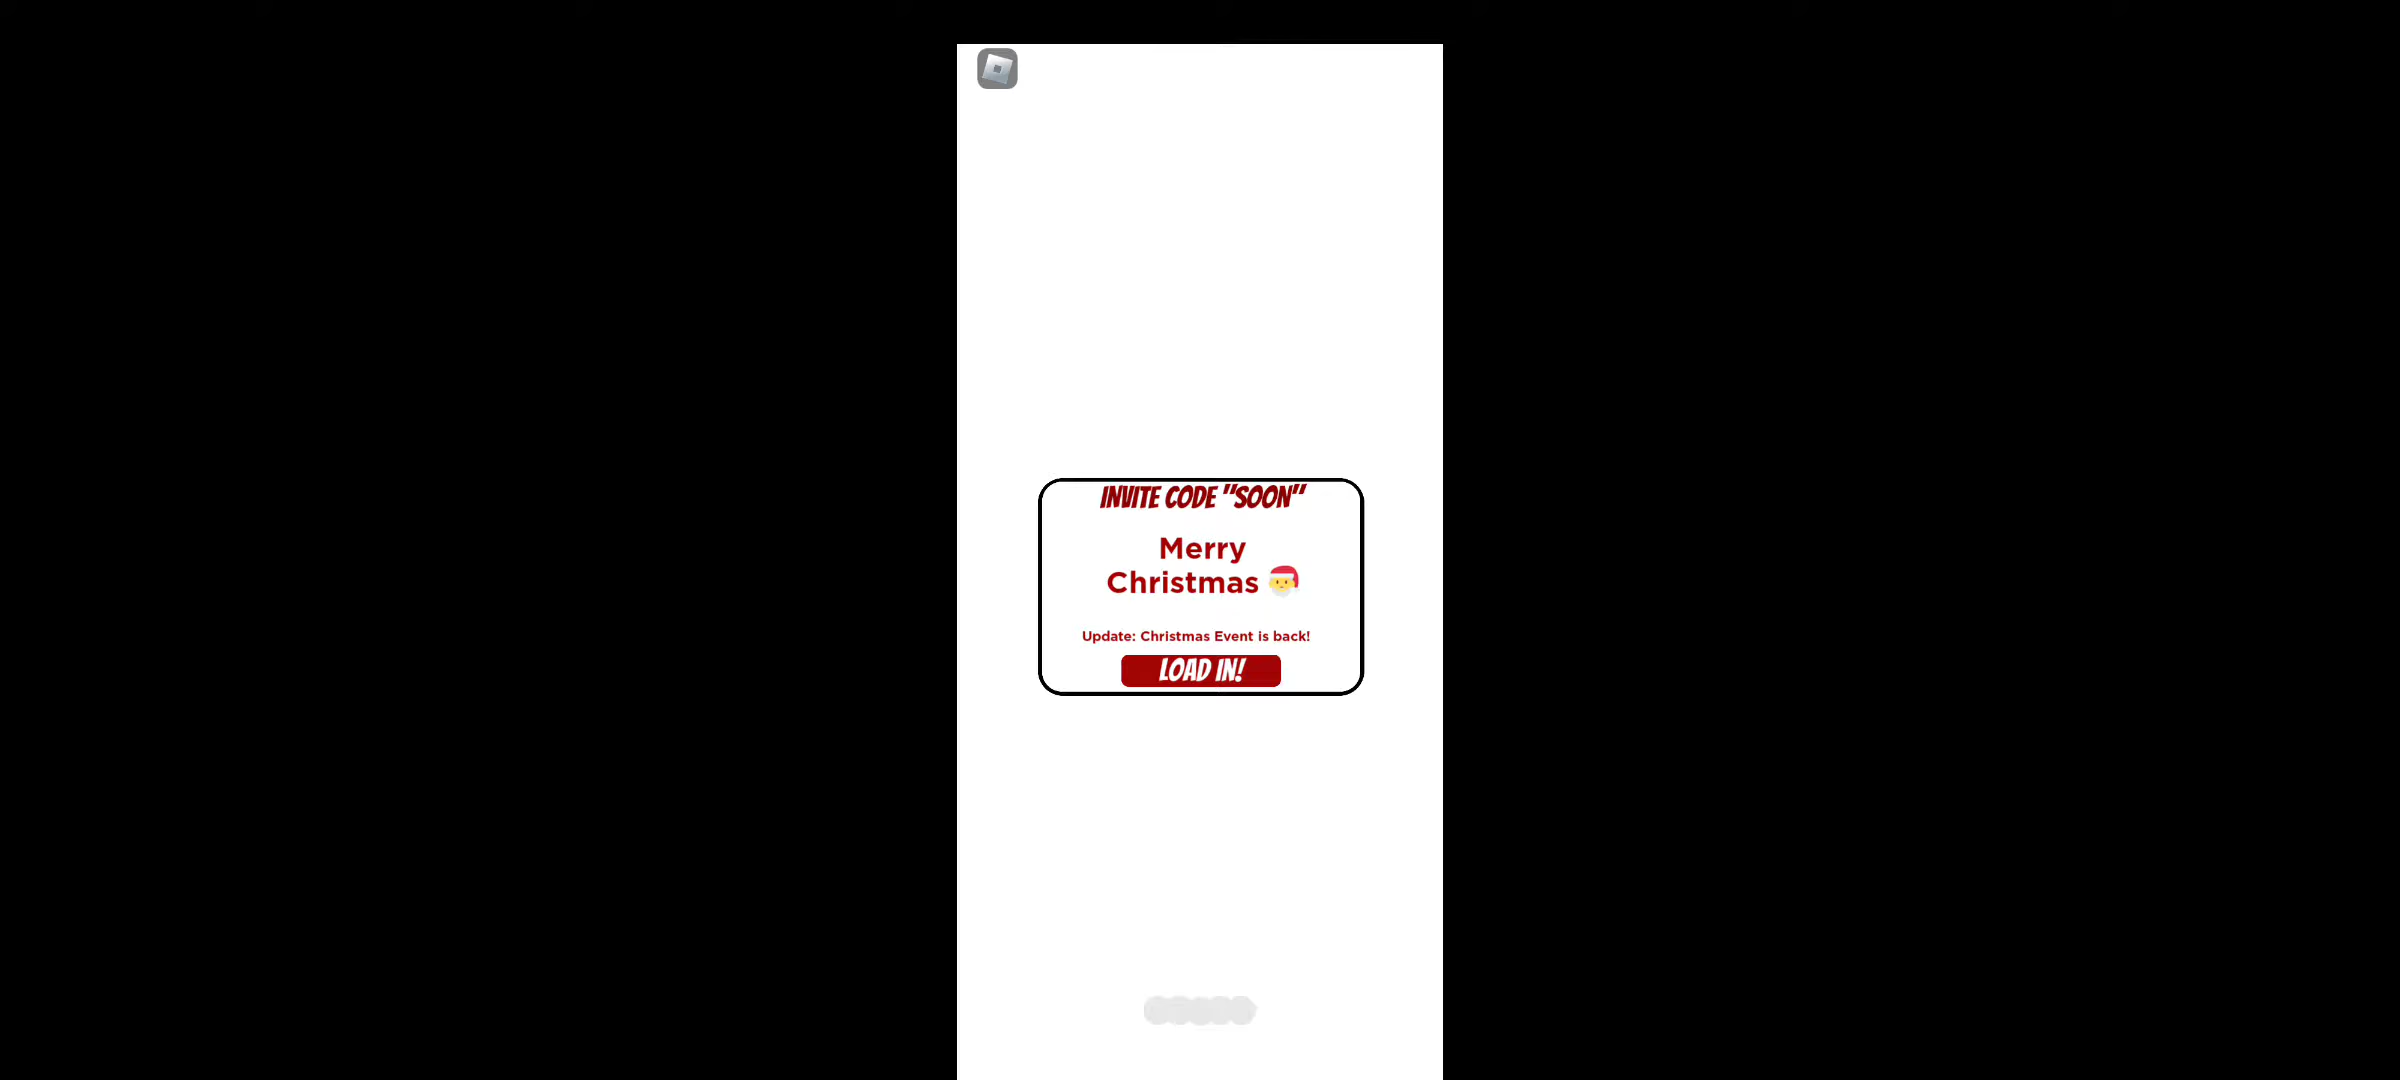 INVITE CODE "SOON"
Merry
Christmas 🎅
Update: Christmas Event is back!
LOAD IN!